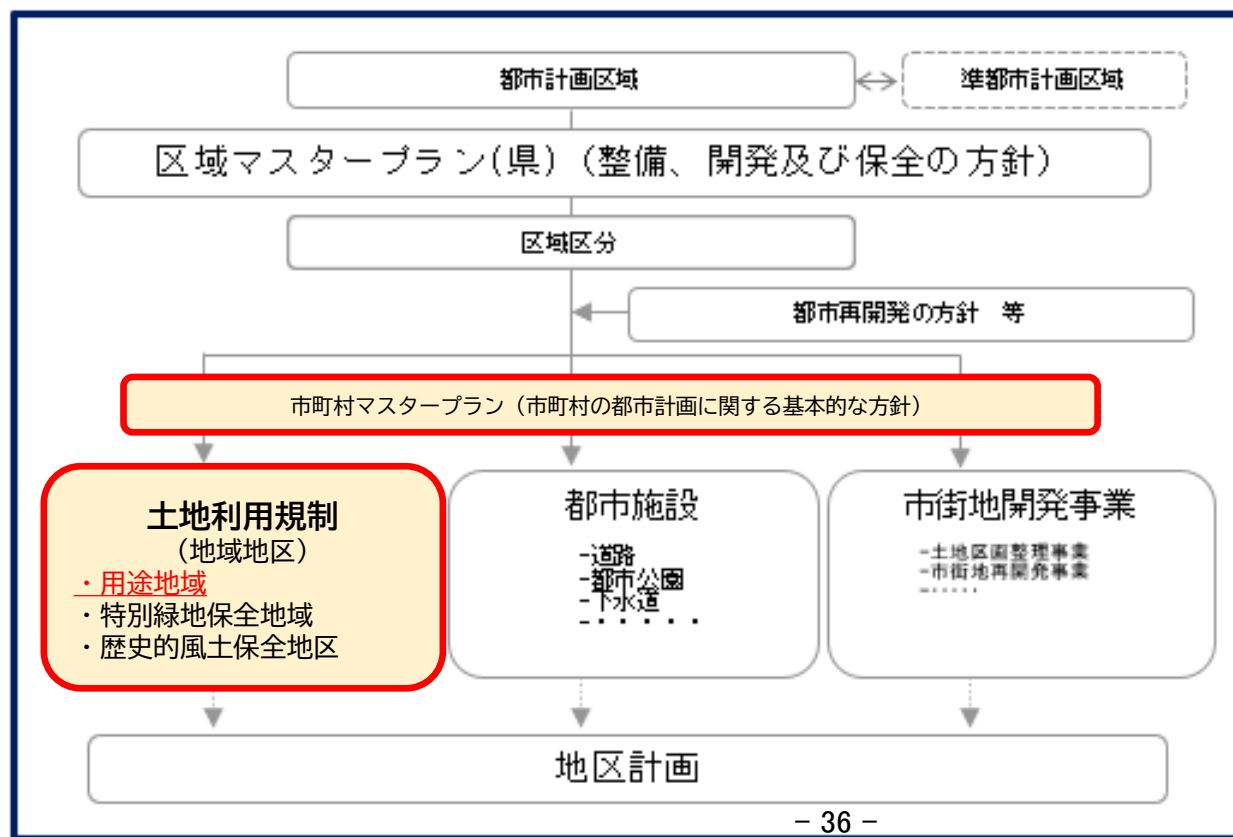 都市計画区域
準都市計画区域
区域マスタープラン(県)（整備、開発及び保全の方針）
区域区分
都市再開発の方針　等
市町村マスタープラン（市町村の都市計画に関する基本的な方針）
土地利用規制
（地域地区）
・用途地域
・特別緑地保全地域
・歴史的風土保全地区
都市施設
-道路
-都市公園
-下水道
-・・・・・
市街地開発事業
-土地区画整理事業
-市街地再開発事業
-・・・・・
地区計画
- 36 -